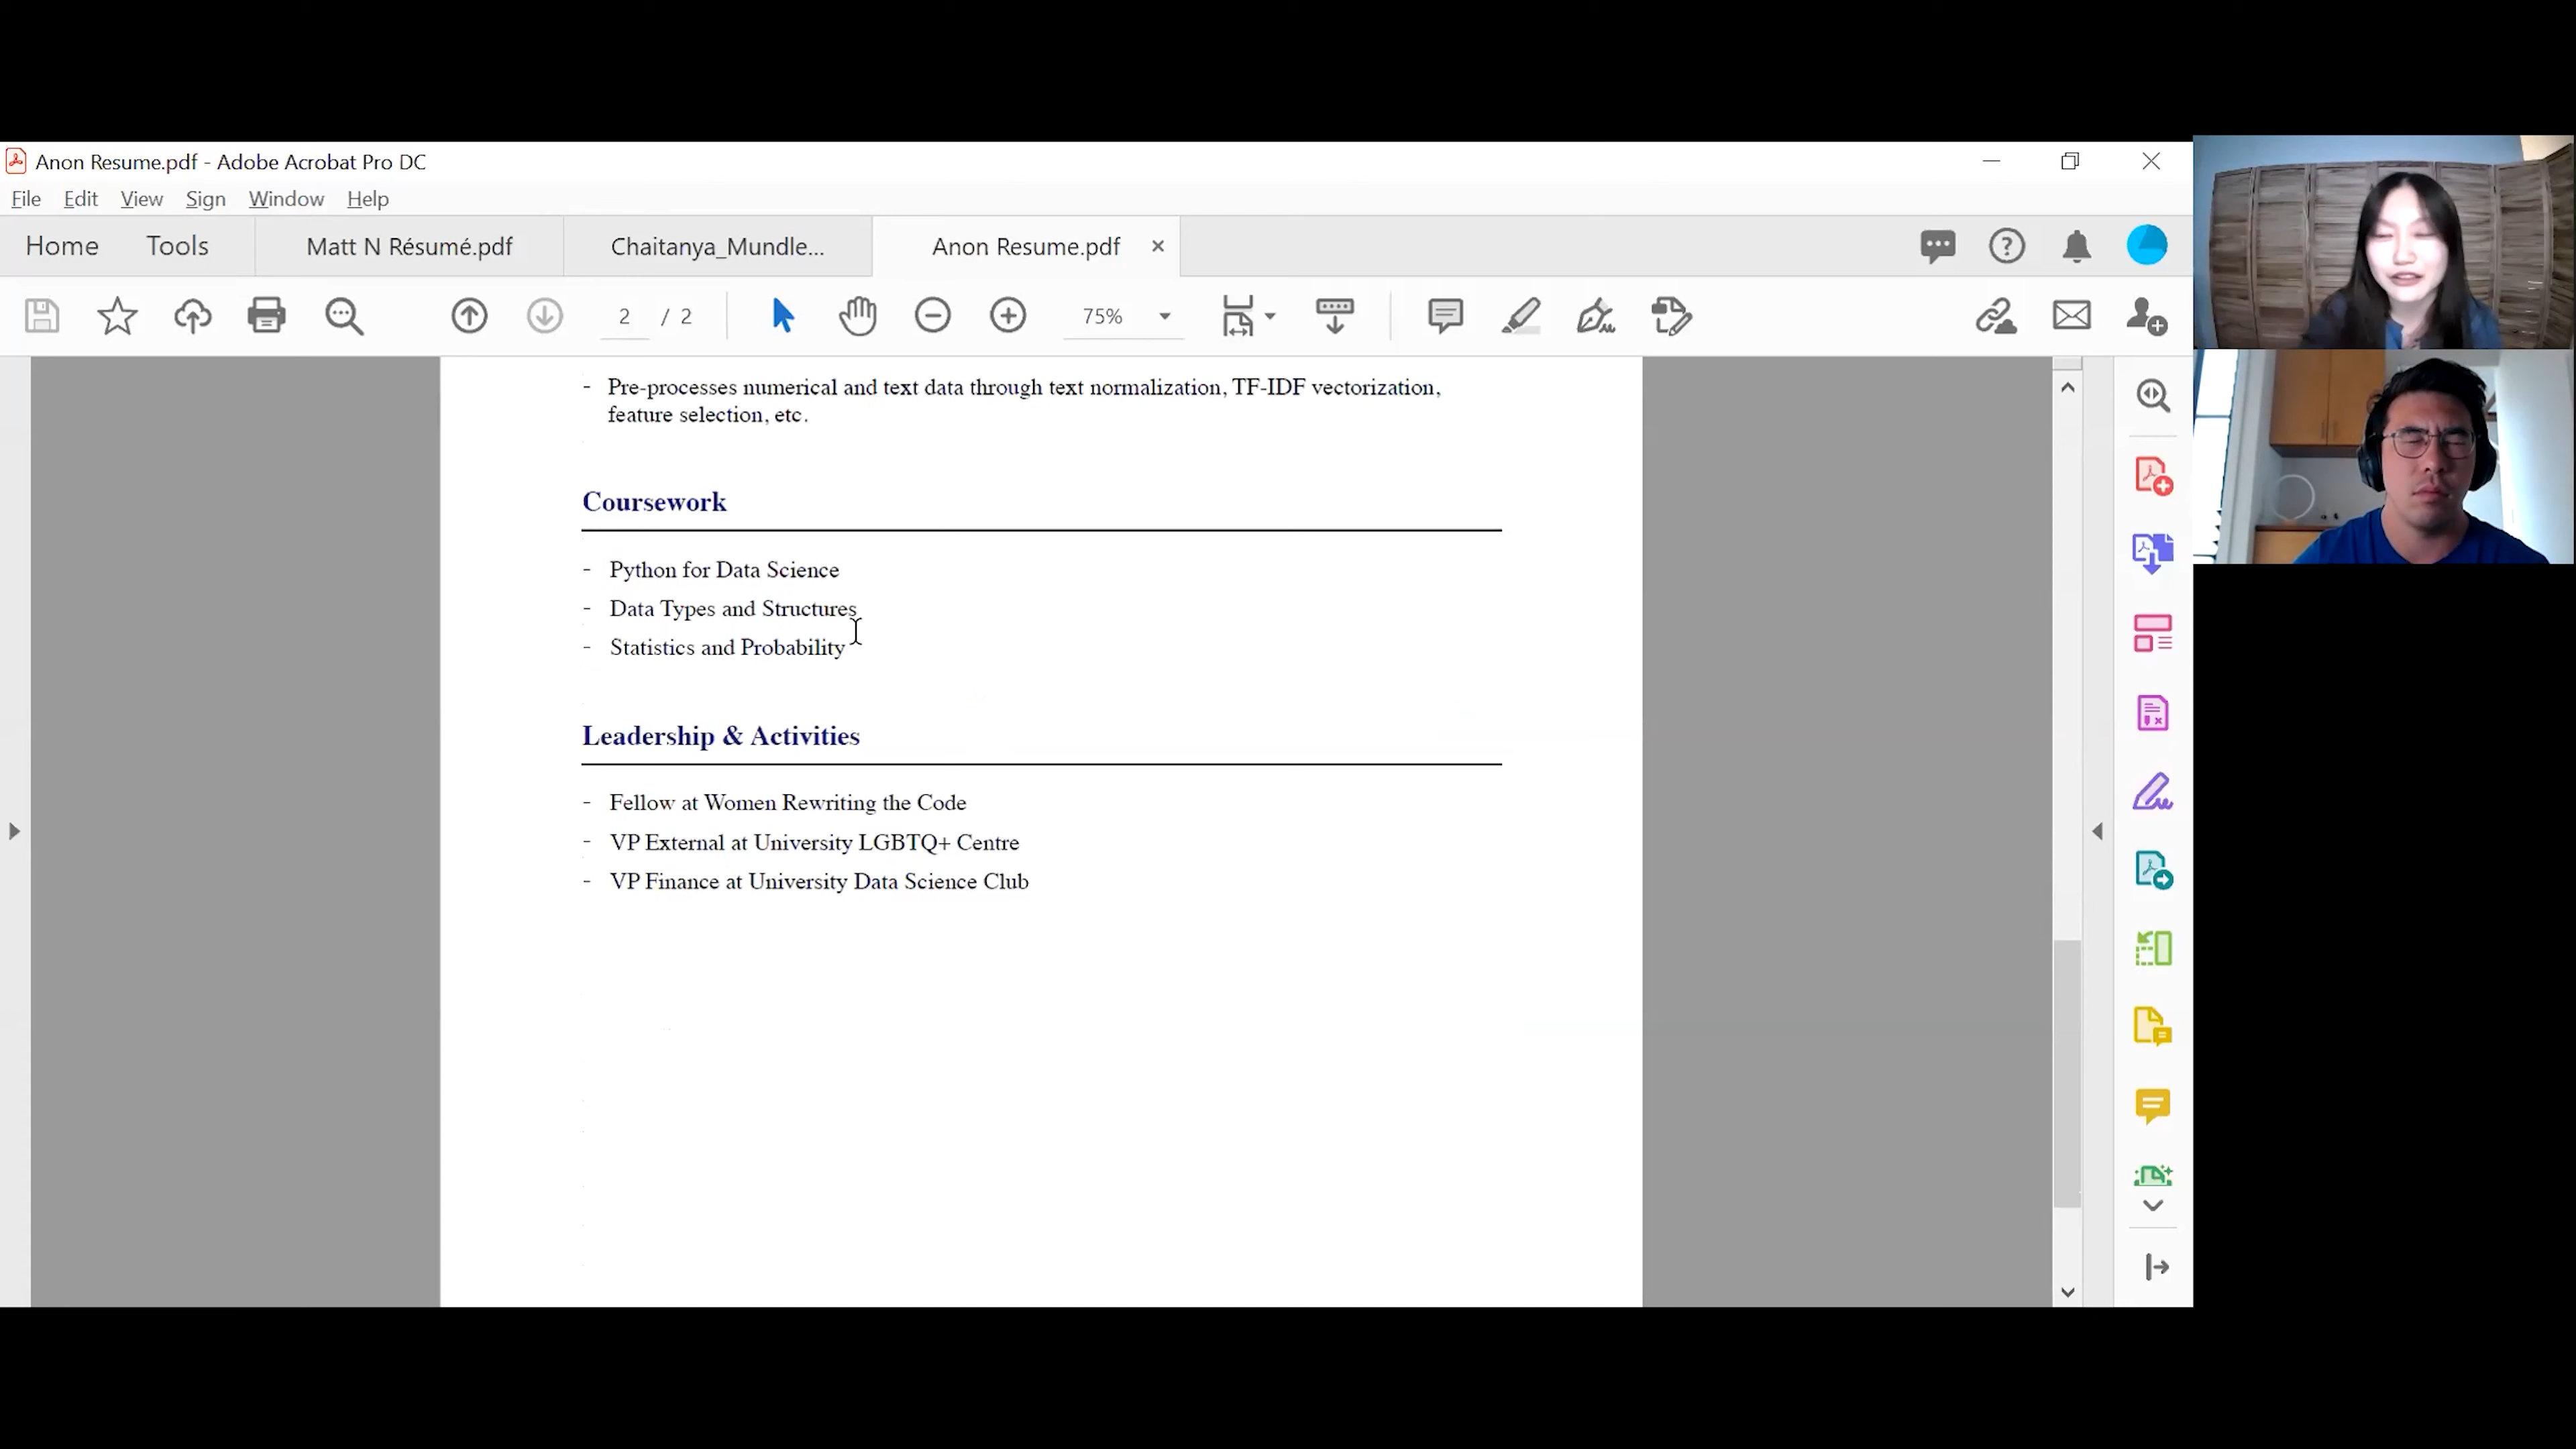 Anon Resume.pdf - Adobe Acrobat Pro DC
File Edit View Sign Window Help
Home Tools Matt N Résumé.pdf Chaitanya_Mundle... Anon Resume.pdf ×
2 / 2 75%
- Pre-processes numerical and text data through text normalization, TF-IDF vectorization,
feature selection, etc.
Coursework
- Python for Data Science
- Data Types and Structures
- Statistics and Probability
Leadership & Activities
- Fellow at Women Rewriting the Code
- VP External at University LGBTQ+ Centre
- VP Finance at University Data Science Club